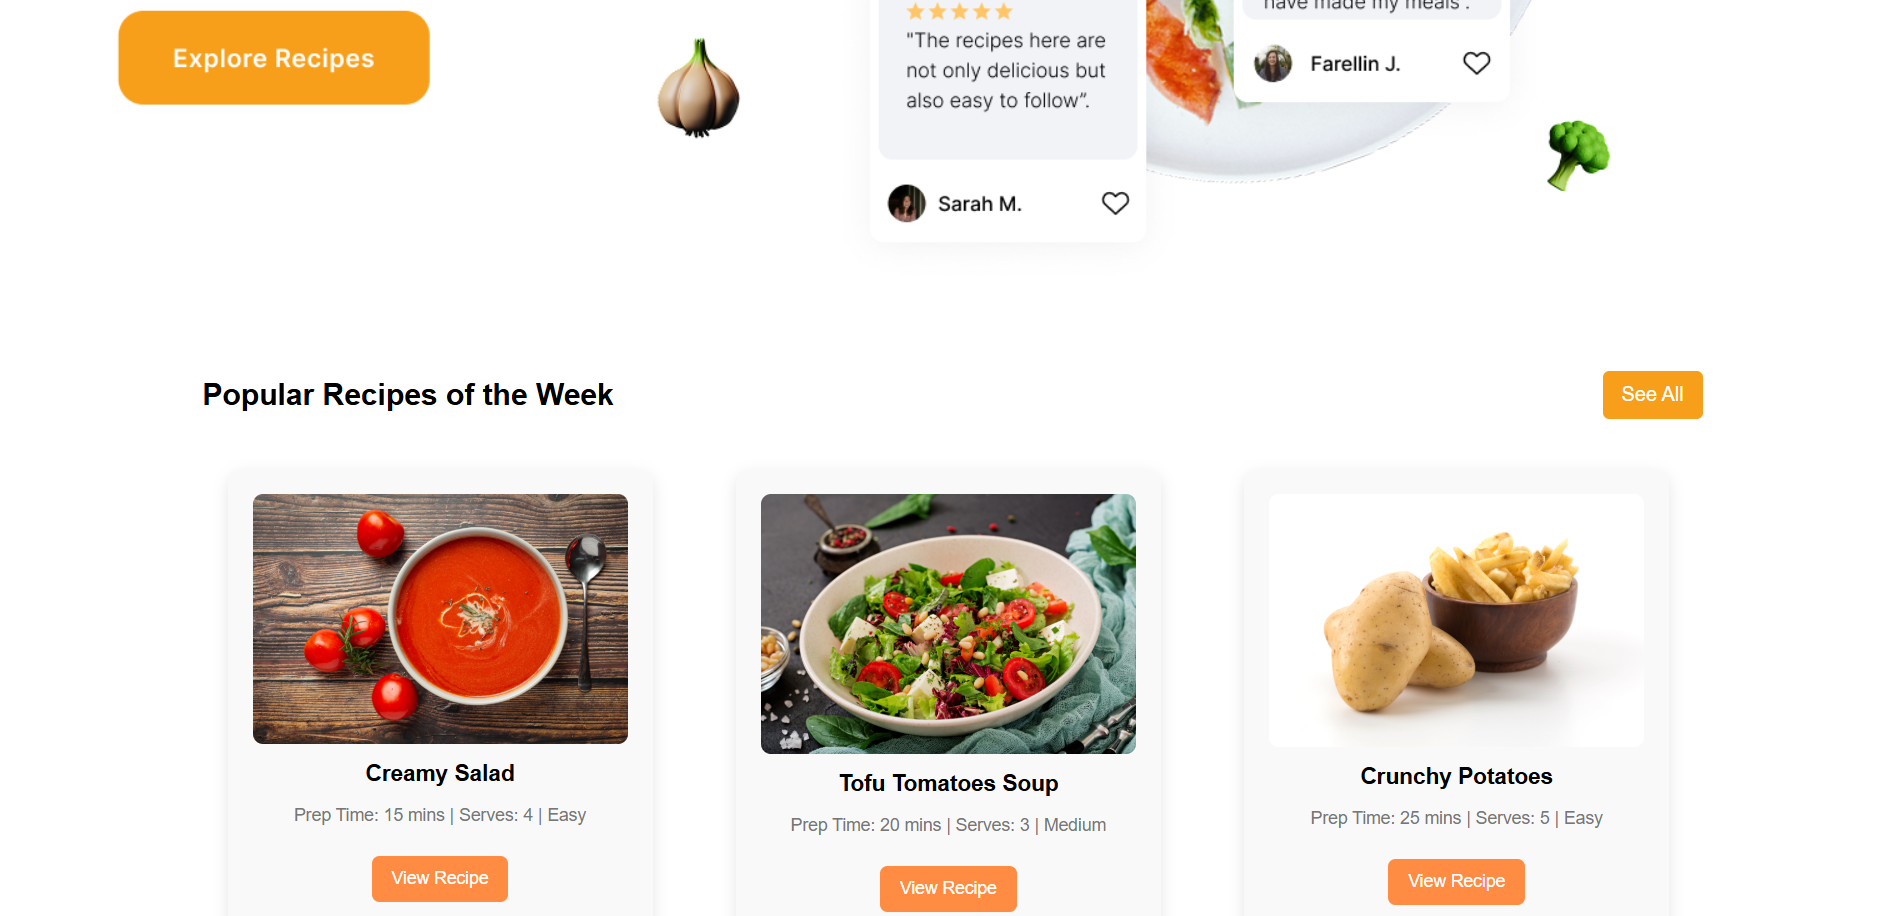 have made my meals".
Explore Recipes
"The recipes here are
not only delicious but
also easy to follow”.
Farellin J.
Sarah M.
Popular Recipes of the Week
See All
Creamy Salad
Prep Time: 15 mins | Serves: 4 | Easy
View Recipe
Tofu Tomatoes Soup
Prep Time: 20 mins | Serves: 3 | Medium
View Recipe
Crunchy Potatoes
Prep Time: 25 mins | Serves: 5 | Easy
View Recipe